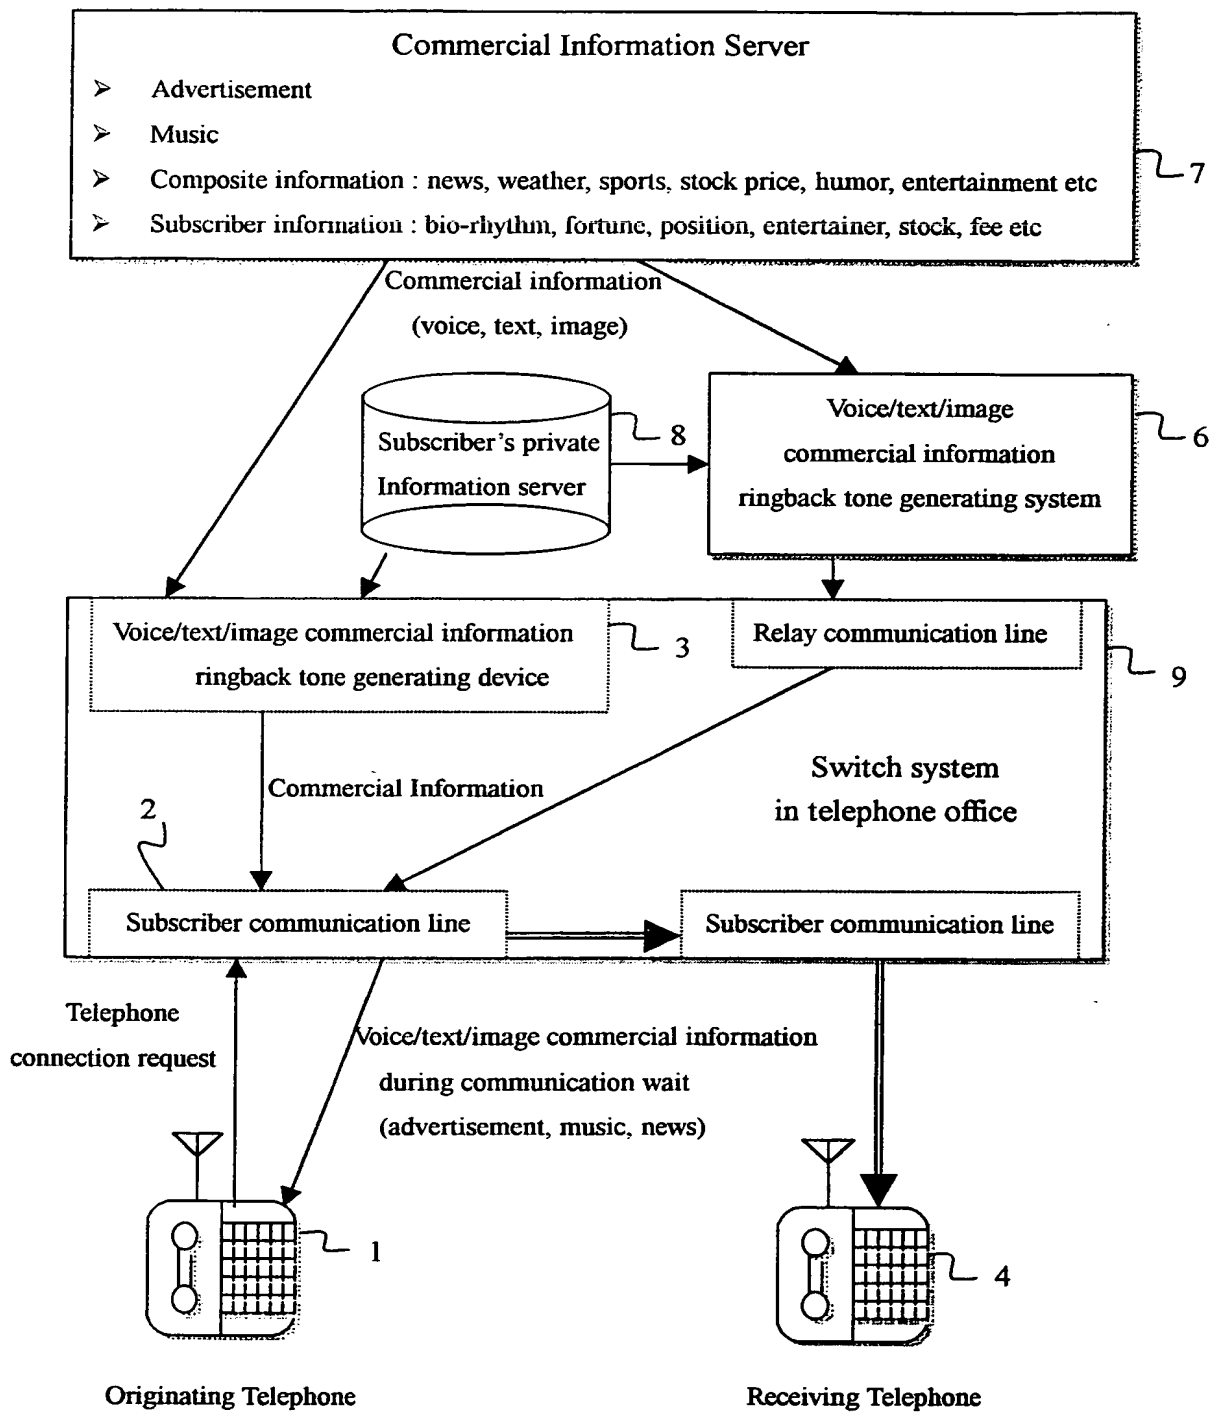 Commercial Information Server
➢ Advertisement
➢ Music
➢ Composite information : news, weather, sports, stock price, humor, entertainment etc
➢ Subscriber information : bio-rhythm, fortune, position, entertainer, stock, fee etc
7
Commercial information
(voice, text, image)
Subscriber's private
Information server
8
Voice/text/image
commercial information
ringback tone generating system
6
Voice/text/image commercial information
ringback tone generating device
3
Relay communication line
9
Switch system
in telephone office
Commercial Information
2
Subscriber communication line
Subscriber communication line
Telephone
connection request
Voice/text/image commercial information
during communication wait
(advertisement, music, news)
1
4
Originating Telephone
Receiving Telephone